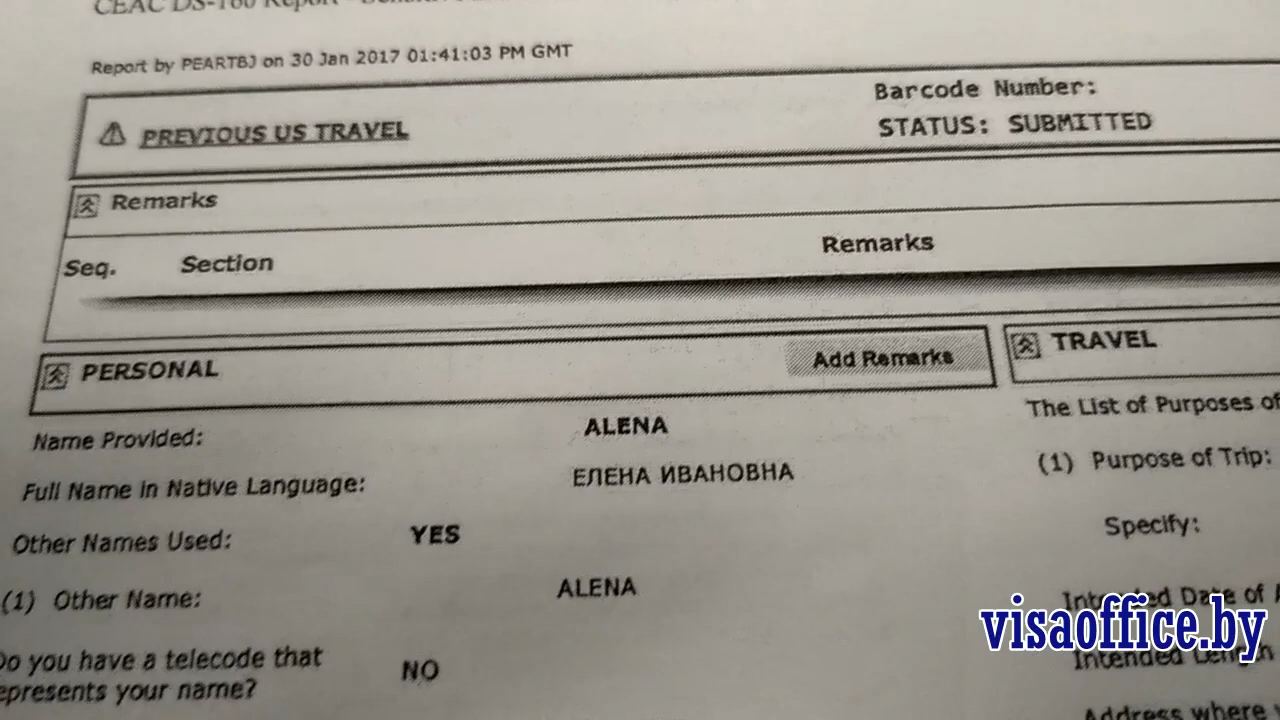 CEAC DS-160 Report
Report by PEARTBJ on 30 Jan 2017 01:41:03 PM GMT
PREVIOUS US TRAVEL
Barcode Number:
STATUS: SUBMITTED
Remarks
Seq. Section Remarks
PERSONAL
Add Remarks
Name Provided: ALENA
Full Name in Native Language: ЕЛЕНА ИВАНОВНА
Other Names Used: YES
(1) Other Name: ALENA
Do you have a telecode that
represents your name? NO
TRAVEL
The List of Purposes of
(1) Purpose of Trip:
Specify:
Intended Date of
Intended Length
Address where
visaoffice.by